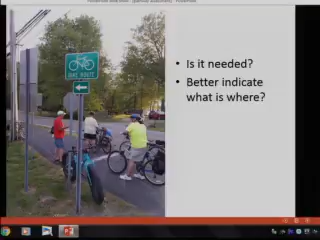 BIKE ROUTE
• Is it needed?
• Better indicate
what is where?